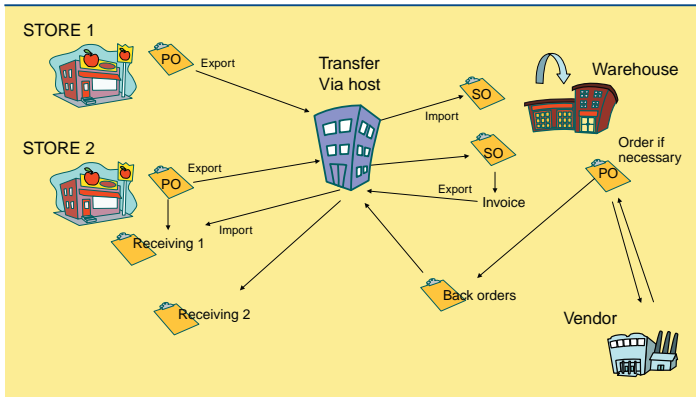 STORE 1
PO
Export
Transfer
Via host
SO
Import
Warehouse
STORE 2
PO
Export
SO
Export
Invoice
Order if
necessary
PO
Import
Receiving 1
Receiving 2
Back orders
Vendor